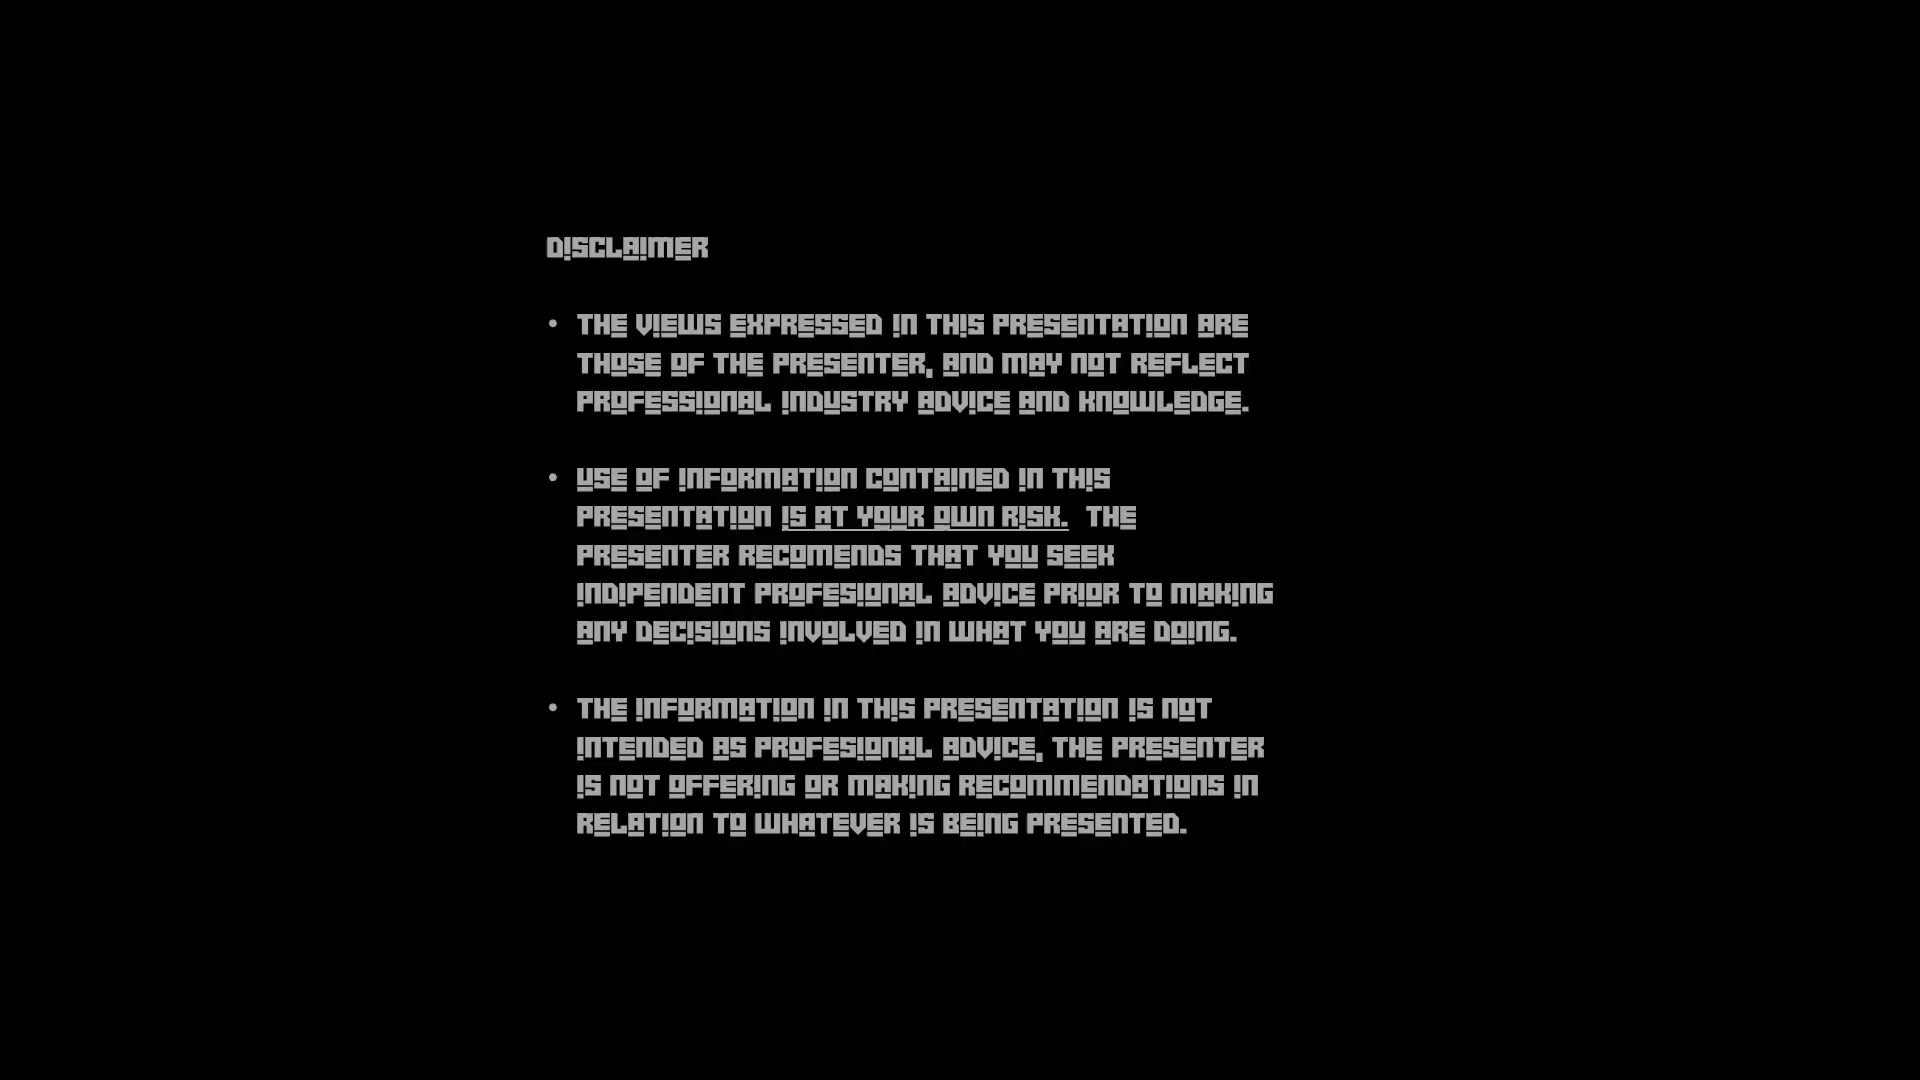 DISCLAIMER
• THE VIEWS EXPRESSED IN THIS PRESENTATION ARE
THOSE OF THE PRESENTER, AND MAY NOT REFLECT
PROFESSIONAL INDUSTRY ADVICE AND KNOWLEDGE.
• USE OF INFORMATION CONTAINED IN THIS
PRESENTATION IS AT YOUR OWN RISK. THE
PRESENTER RECOMENDS THAT YOU SEEK
INDIPENDENT PROFESIONAL ADVICE PRIOR TO MAKING
ANY DECISIONS INVOLVED IN WHAT YOU ARE DOING.
• THE INFORMATION IN THIS PRESENTATION IS NOT
INTENDED AS PROFESIONAL ADVICE, THE PRESENTER
IS NOT OFFERING OR MAKING RECOMMENDATIONS IN
RELATION TO WHATEVER IS BEING PRESENTED.